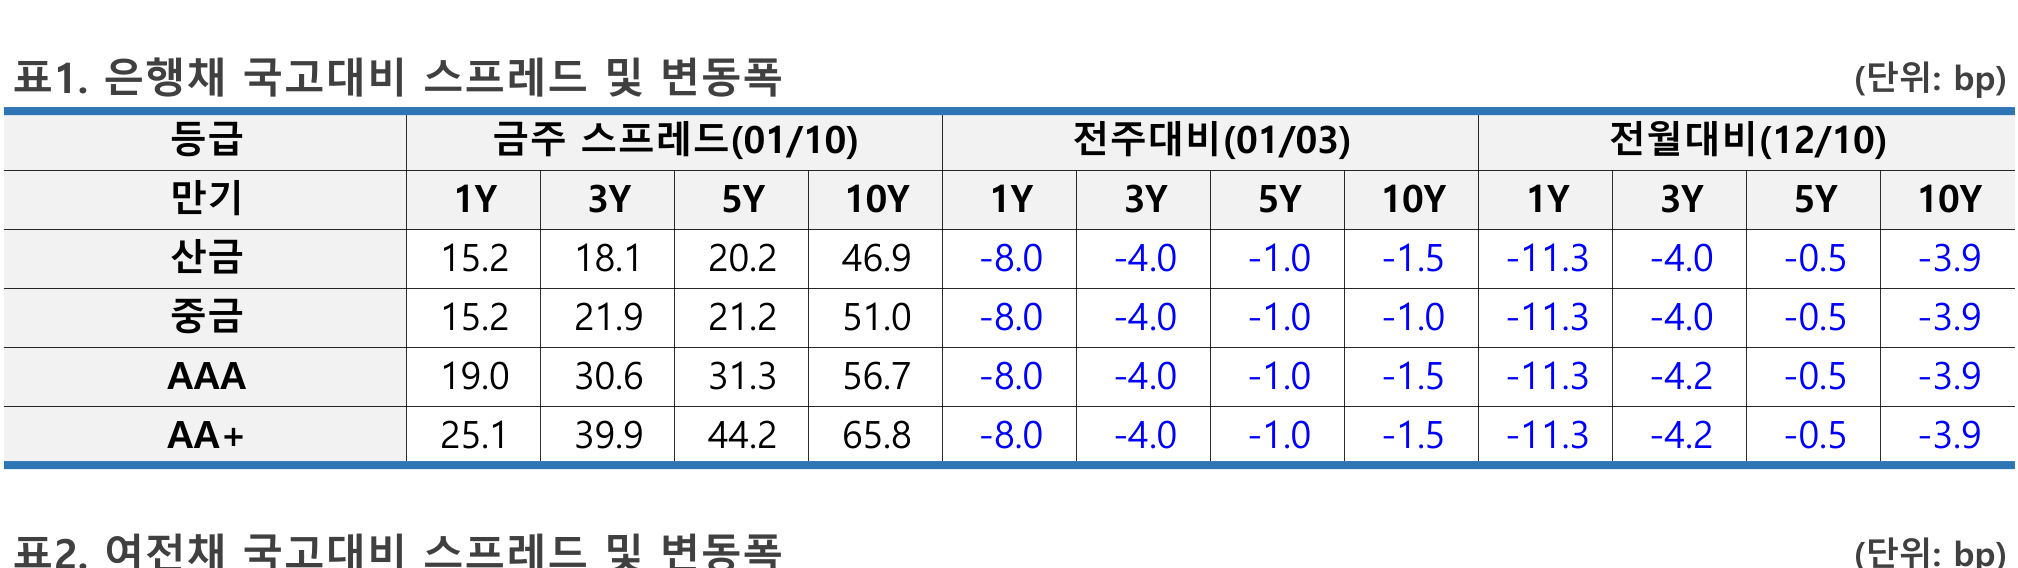 표1. 은행채 국고대비 스프레드 및 변동폭 (단위: bp)
등급 금주 스프레드(01/10) 전주대비(01/03) 전월대비(12/10)
만기 1Y 3Y 5Y 10Y 1Y 3Y 5Y 10Y 1Y 3Y 5Y 10Y
산금 15.2 18.1 20.2 46.9 -8.0 -4.0 -1.0 -1.5 -11.3 -4.0 -0.5 -3.9
중금 15.2 21.9 21.2 51.0 -8.0 -4.0 -1.0 -1.0 -11.3 -4.0 -0.5 -3.9
AAA 19.0 30.6 31.3 56.7 -8.0 -4.0 -1.0 -1.5 -11.3 -4.2 -0.5 -3.9
AA+ 25.1 39.9 44.2 65.8 -8.0 -4.0 -1.0 -1.5 -11.3 -4.2 -0.5 -3.9
표2. 여전채 국고대비 스프레드 및 변동폭 (단위: bp)